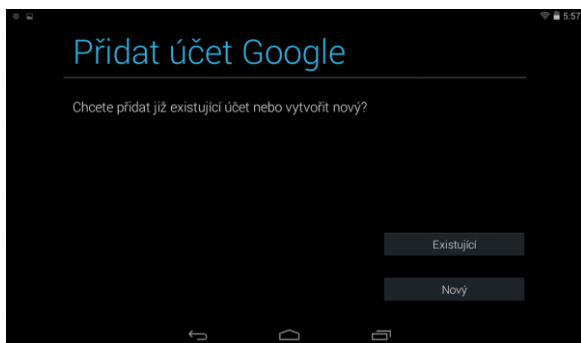 5:57
Přidat účet Google
Chcete přidat již existující účet nebo vytvořit nový?
Existující
Nový